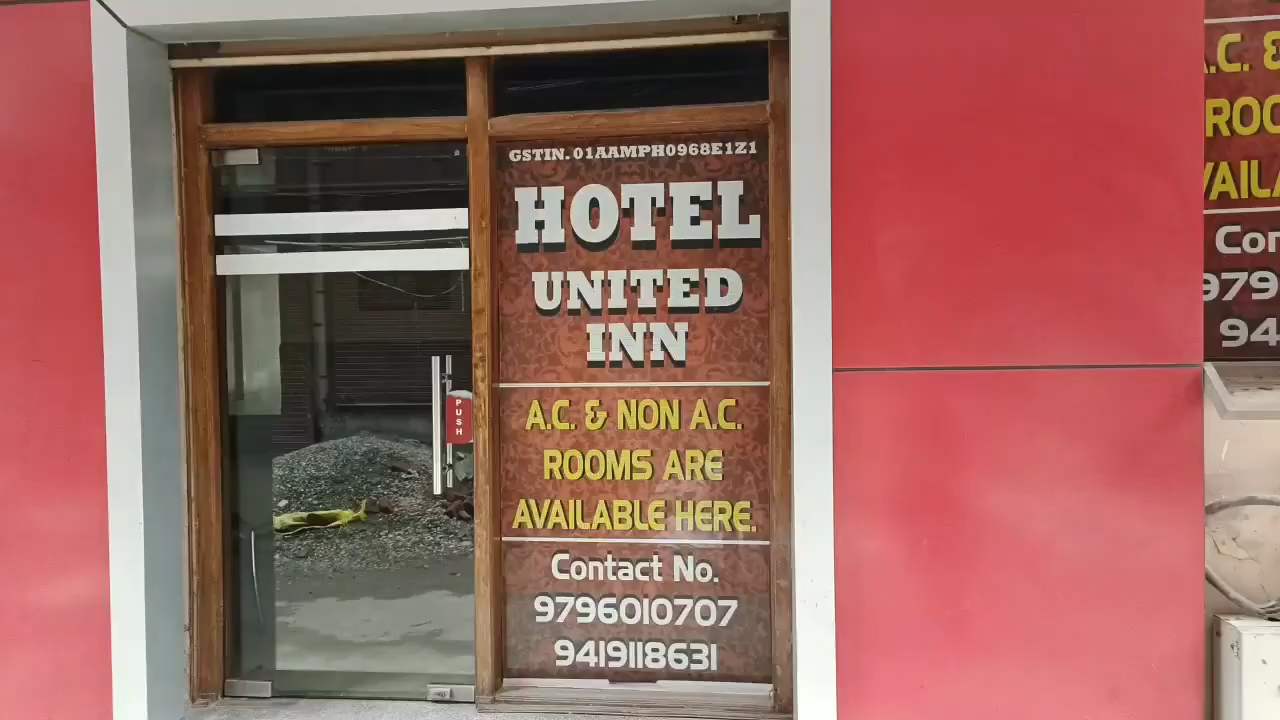 GSTIN. 01AAMPH0968E1Z1
HOTEL
UNITED
INN
A.C. & NON A.C.
ROOMS ARE
AVAILABLE HERE.
Contact No.
9796010707
9419118631
PUSH